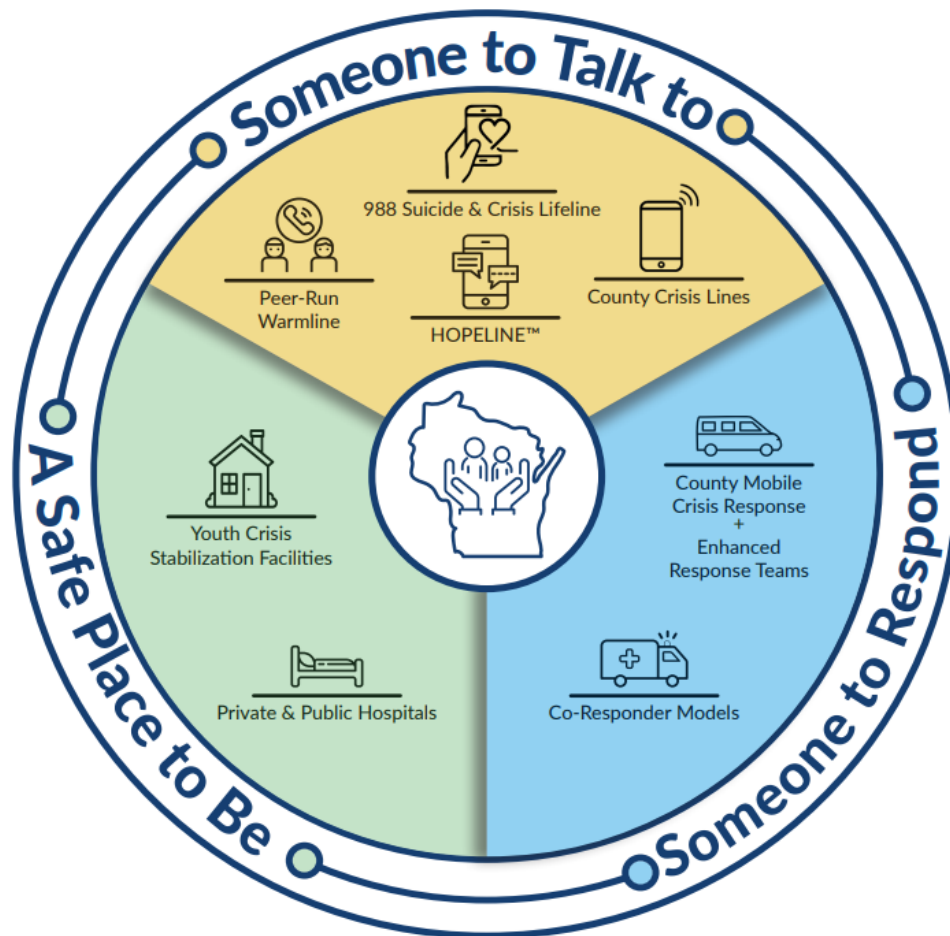 Someone to Talk to
988 Suicide & Crisis Lifeline
Peer-Run
Warmline
HOPELINE™
County Crisis Lines
Someone to Respond
County Mobile
Crisis Response
+
Enhanced
Response Teams
Co-Responder Models
A Safe Place to Be
Youth Crisis
Stabilization Facilities
Private & Public Hospitals